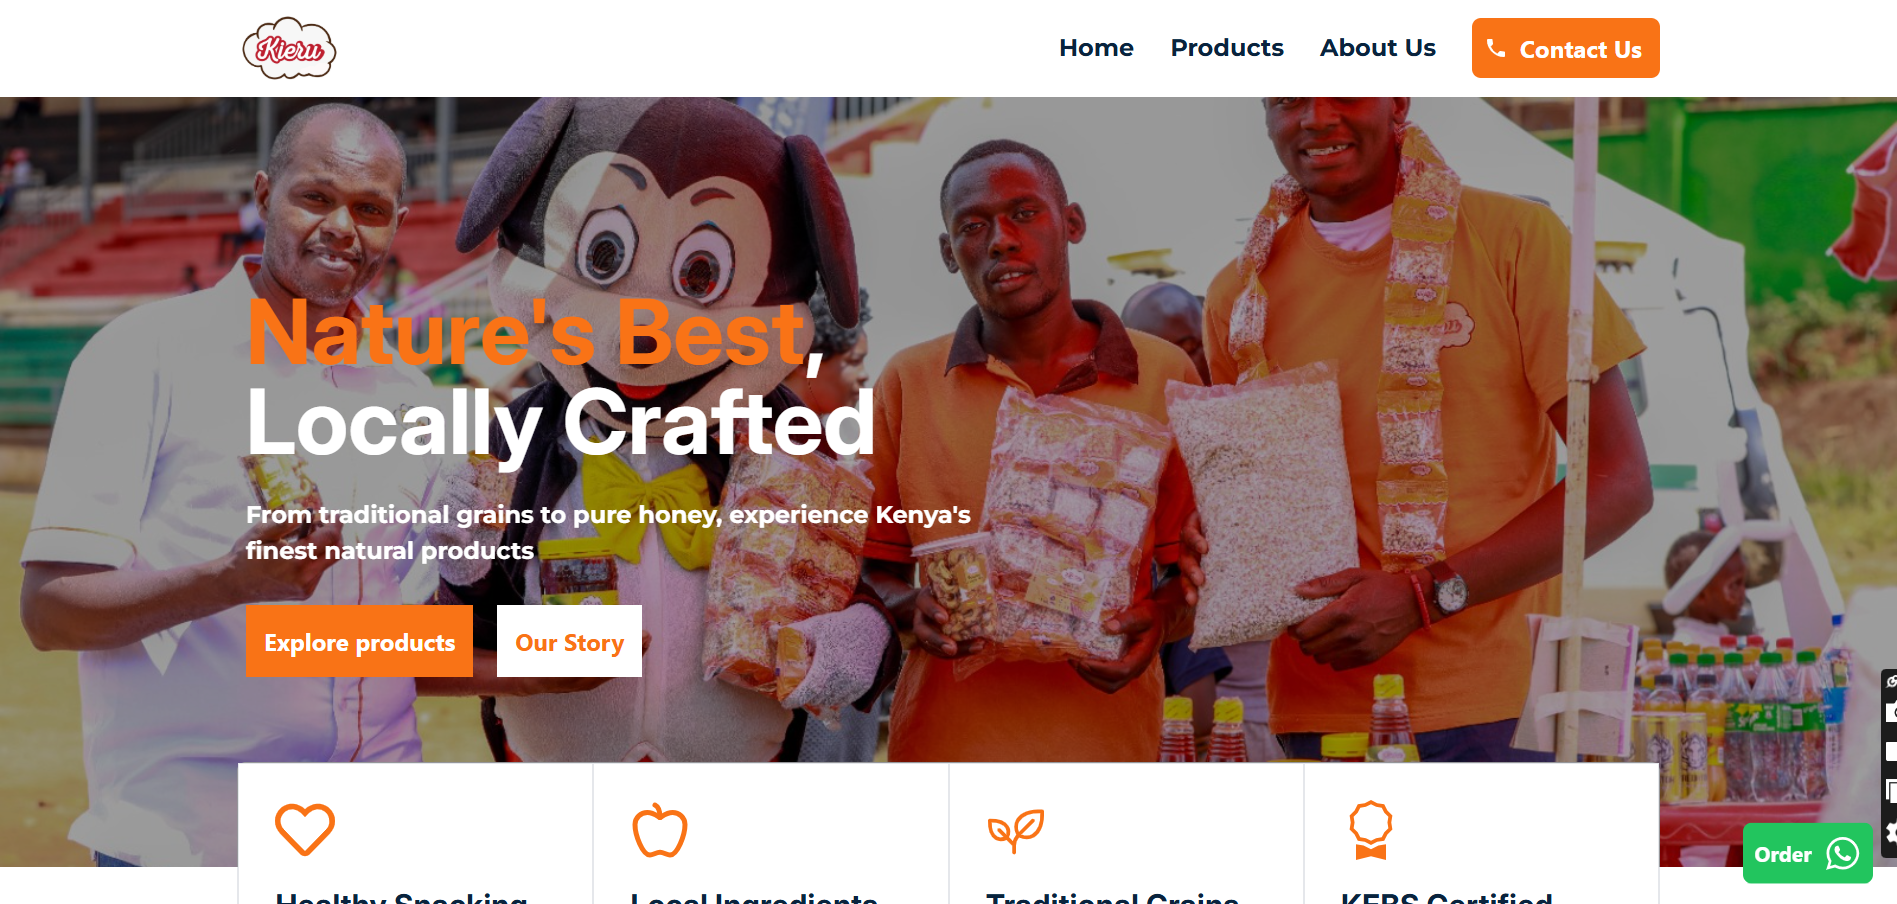 Kieru
Home
Products
About Us
Contact Us
Nature's Best,
Locally Crafted
From traditional grains to pure honey, experience Kenya's
finest natural products
Explore products
Our Story
Order
Healthy Snacking
Local Ingredients
Traditional Grains
KEBS Certified